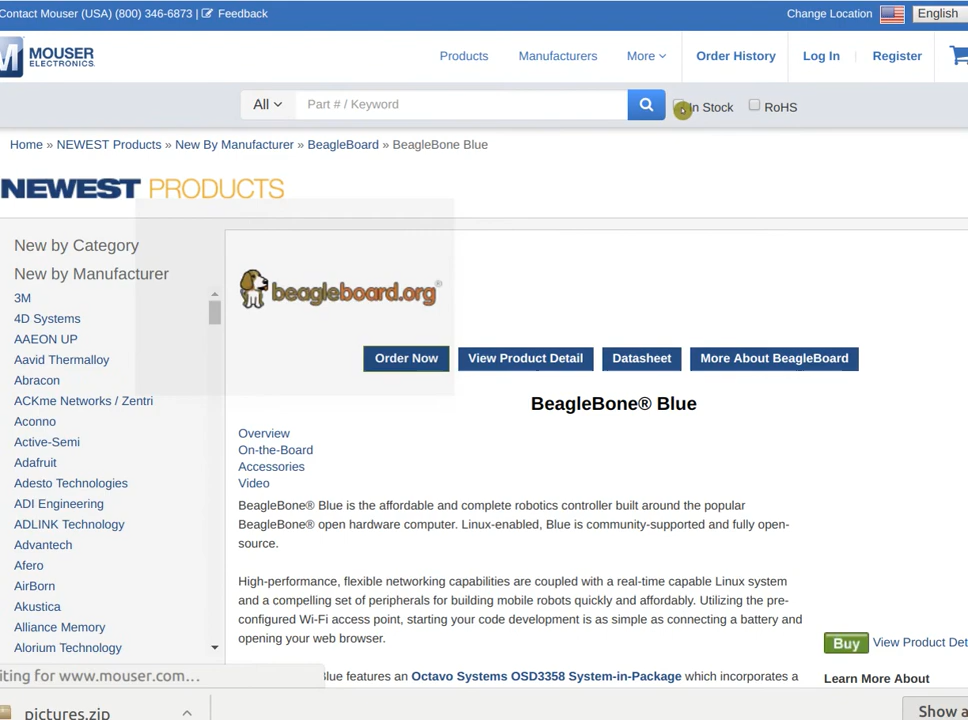 Contact Mouser (USA) (800) 346-6873 | Feedback
Change Location English
MOUSER
ELECTRONICS
Products Manufacturers More Order History Log In Register
All Part # / Keyword In Stock RoHS
Home » NEWEST Products » New By Manufacturer » BeagleBoard » BeagleBone Blue
NEWEST PRODUCTS
New by Category
New by Manufacturer
3M
4D Systems
AAEON UP
Aavid Thermalloy
Abracon
ACKme Networks / Zentri
Aconno
Active-Semi
Adafruit
Adesto Technologies
ADI Engineering
ADLINK Technology
Advantech
Afero
AirBorn
Akustica
Alliance Memory
Alorium Technology
beagleboard.org®
Order Now View Product Detail Datasheet More About BeagleBoard
BeagleBone® Blue
Overview
On-the-Board
Accessories
Video
BeagleBone® Blue is the affordable and complete robotics controller built around the popular
BeagleBone® open hardware computer. Linux-enabled, Blue is community-supported and fully open-
source.
High-performance, flexible networking capabilities are coupled with a real-time capable Linux system
and a compelling set of peripherals for building mobile robots quickly and affordably. Utilizing the pre-
configured Wi-Fi access point, starting your code development is as simple as connecting a battery and
opening your web browser.
Blue features an Octavo Systems OSD3358 System-in-Package which incorporates a
Buy View Product Det
Learn More About
iting for www.mouser.com...
pictures.zip
Show a